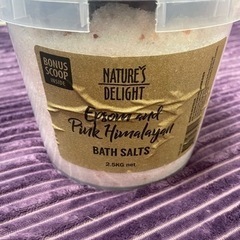 BONUS
SCOOP
INSIDE
NATURE'S
DELIGHT
Epsom and
Pink Himalayan
BATH SALTS
2.5KG net